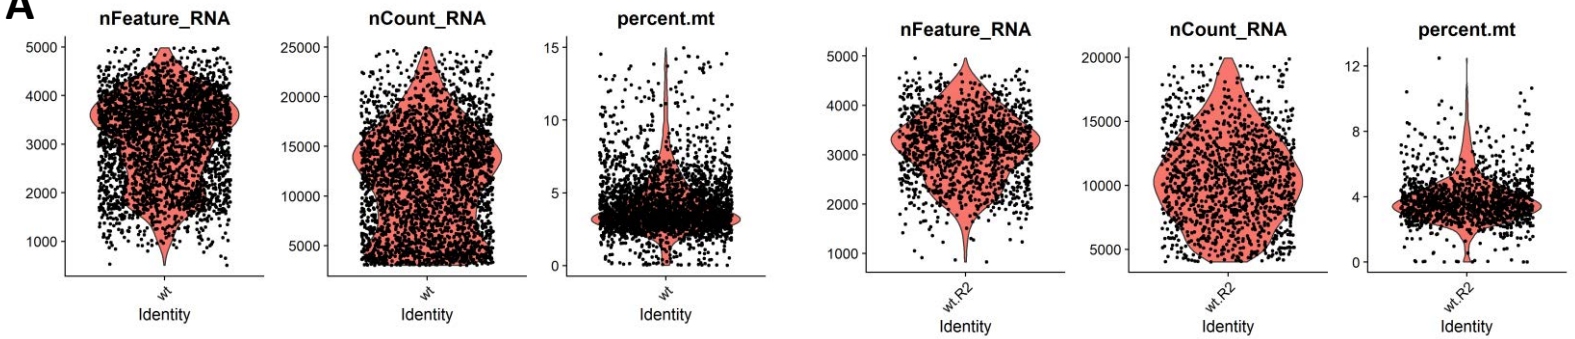 A
nFeature_RNA
5000
4000
3000
2000
1000
wt
Identity
nCount_RNA
25000
20000
15000
10000
5000
wt
Identity
percent.mt
15
10
5
0
wt
Identity
nFeature_RNA
5000
4000
3000
2000
1000
wt.R2
Identity
nCount_RNA
20000
15000
10000
5000
wt.R2
Identity
percent.mt
12
8
4
0
wt.R2
Identity